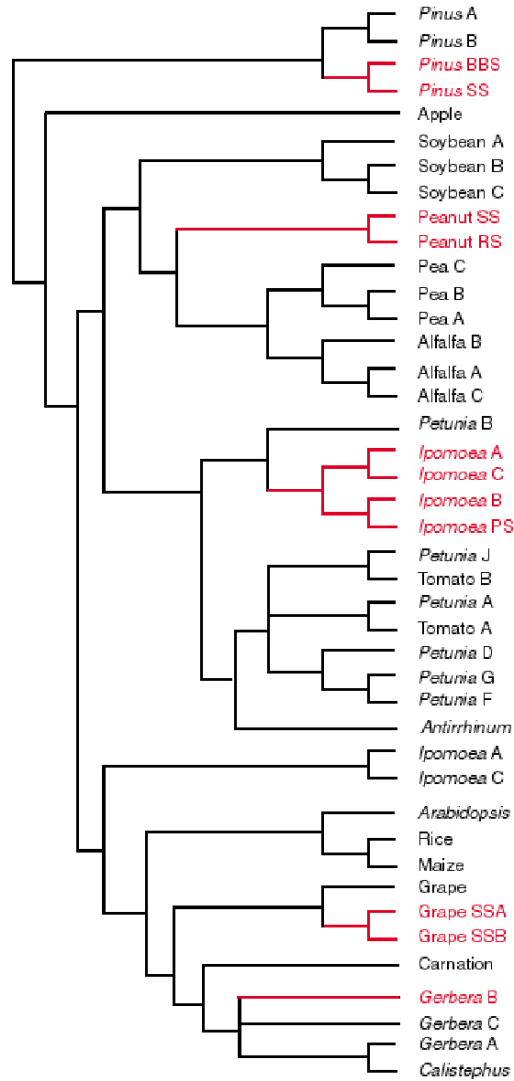 Pinus A
Pinus B
Pinus BBS
Pinus SS
Apple
Soybean A
Soybean B
Soybean C
Peanut SS
Peanut RS
Pea C
Pea B
Pea A
Alfalfa B
Alfalfa A
Alfalfa C
Petunia B
Ipomoea A
Ipomoea C
Ipomoea B
Ipomoea PS
Petunia J
Tomato B
Petunia A
Tomato A
Petunia D
Petunia G
Petunia F
Antirrhinum
Ipomoea A
Ipomoea C
Arabidopsis
Rice
Maize
Grape
Grape SSA
Grape SSB
Carnation
Gerbera B
Gerbera C
Gerbera A
Calistephus